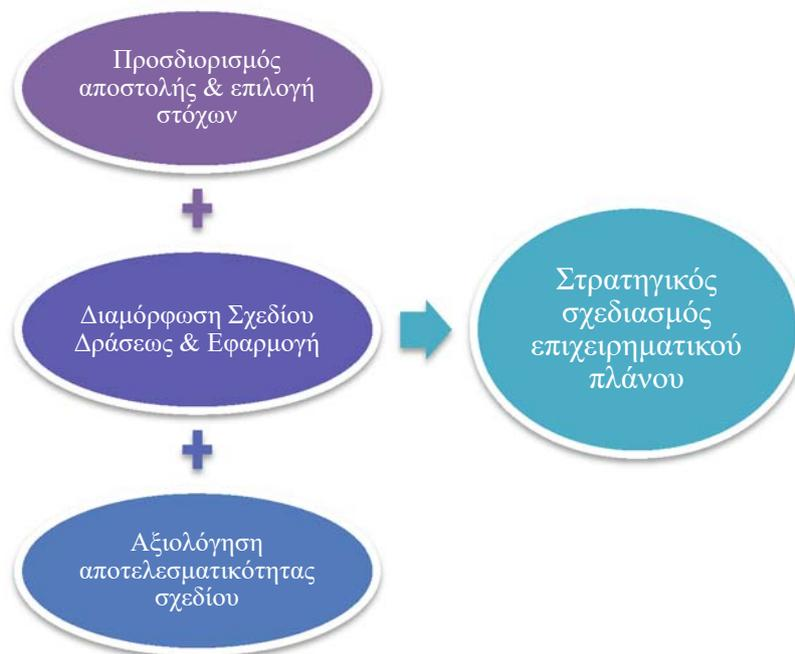 Προσδιορισμός
αποστολής & επιλογή
στόχων
+
Διαμόρφωση Σχεδίου
Δράσεως & Εφαρμογή
+
Αξιολόγηση
αποτελεσματικότητας
σχεδίου
Στρατηγικός
σχεδιασμός
επιχειρηματικού
πλάνου